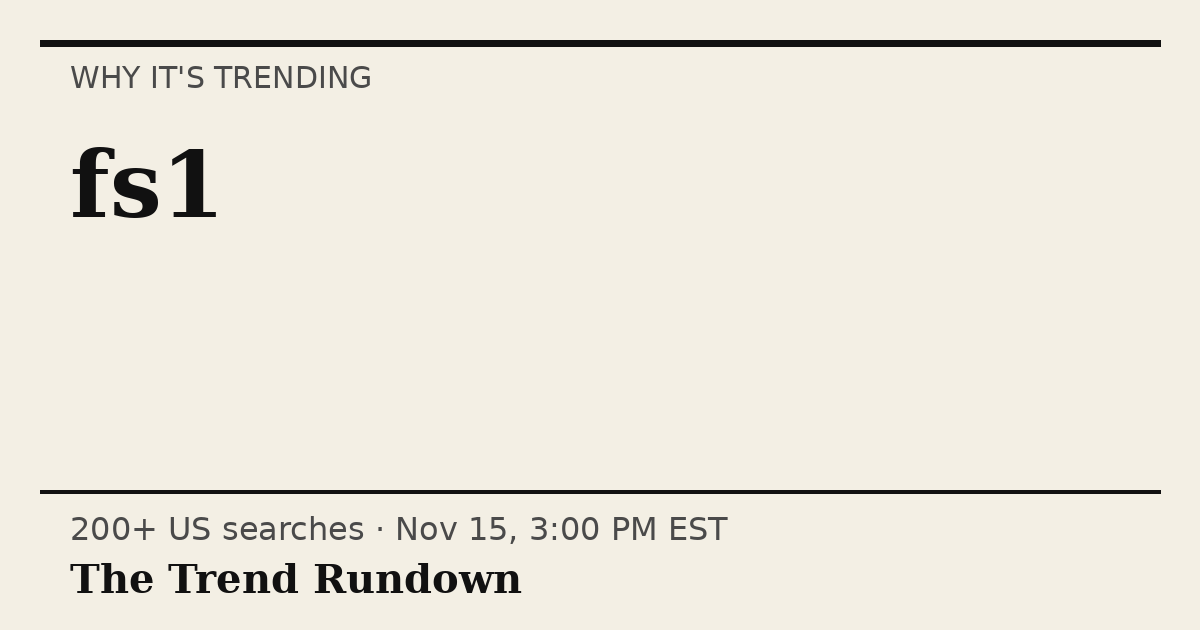 WHY IT'S TRENDING
fs1
200+ US searches · Nov 15, 3:00 PM EST
The Trend Rundown